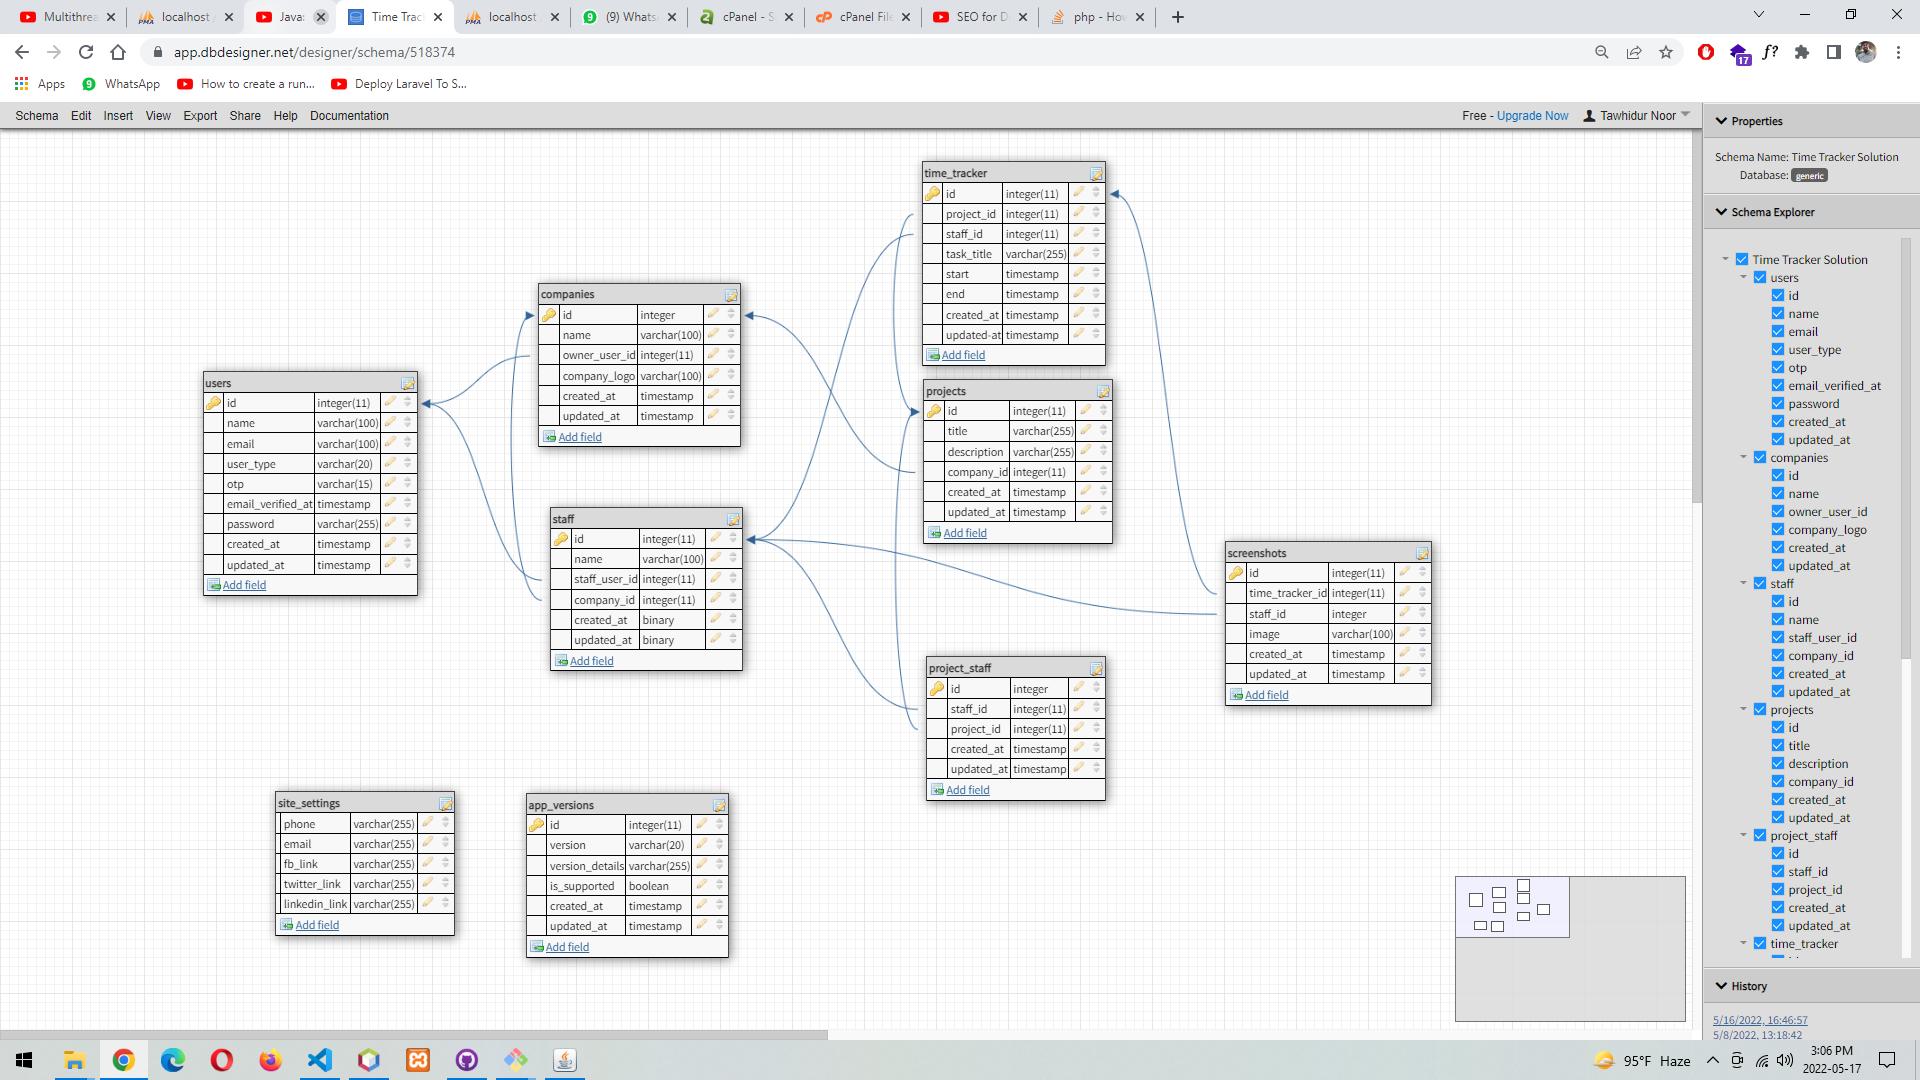 Multithrea
localhost /
Java:
Time Trac
localhost
(9) Whats
cPanel - S
cPanel File
SEO for D
php - Ho
app.dbdesigner.net/designer/schema/518374
17
f?
Apps
9
WhatsApp
How to create a run...
Deploy Laravel To S...
Schema
Edit
Insert
View
Export
Share
Help
Documentation
Free - Upgrade Now
Tawhidur Noor
users
id integer(11)
name varchar(100)
email varchar(100)
user_type varchar(20)
otp varchar(15)
email_verified_at timestamp
password varchar(255)
created_at timestamp
updated_at timestamp
Add field
companies
id integer
name varchar(100)
owner_user_id integer(11)
company_logo varchar(100)
created_at timestamp
updated_at timestamp
Add field
staff
id integer(11)
name varchar(100)
staff_user_id integer(11)
company_id integer(11)
created_at binary
updated_at binary
Add field
time_tracker
id integer(11)
project_id integer(11)
staff_id integer(11)
task_title varchar(255)
start timestamp
end timestamp
created_at timestamp
updated-at timestamp
Add field
projects
id integer(11)
title varchar(255)
description varchar(255)
company_id integer(11)
created_at timestamp
updated_at timestamp
Add field
screenshots
id integer(11)
time_tracker_id integer(11)
staff_id integer
image varchar(100)
created_at timestamp
updated_at timestamp
Add field
project_staff
id integer
staff_id integer(11)
project_id integer(11)
created_at timestamp
updated_at timestamp
Add field
site_settings
phone varchar(255)
email varchar(255)
fb_link varchar(255)
twitter_link varchar(255)
linkedin_link varchar(255)
Add field
app_versions
id integer(11)
version varchar(20)
version_details varchar(255)
is_supported boolean
created_at timestamp
updated_at timestamp
Add field
Properties
Schema Name: Time Tracker Solution
Database: generic
Schema Explorer
Time Tracker Solution
users
id
name
email
user_type
otp
email_verified_at
password
created_at
updated_at
companies
id
name
owner_user_id
company_logo
created_at
updated_at
staff
id
name
staff_user_id
company_id
created_at
updated_at
projects
id
title
description
company_id
created_at
updated_at
project_staff
id
staff_id
project_id
created_at
updated_at
time_tracker
History
5/16/2022, 16:46:57
5/8/2022, 13:18:42
95°F Haze
3:06 PM
2022-05-17